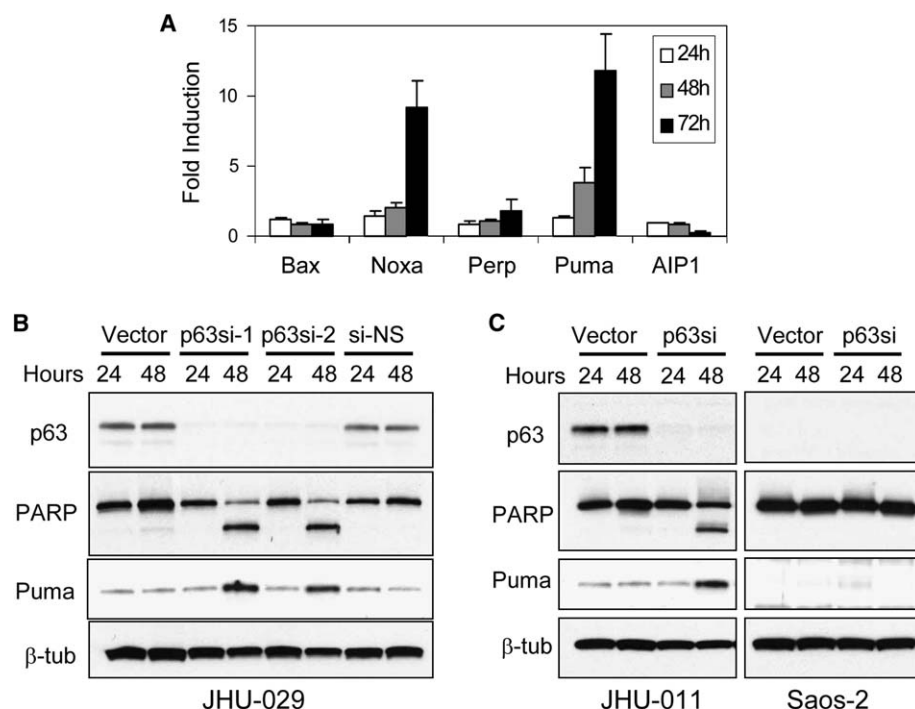 A
15
10
5
0
Fold Induction
24h
48h
72h
Bax Noxa Perp Puma AIP1
B
Vector p63si-1 p63si-2 si-NS
Hours 24 48 24 48 24 48 24 48
p63
PARP
Puma
β-tub
JHU-029
C
Vector p63si Vector p63si
Hours 24 48 24 48 24 48 24 48
p63
PARP
Puma
β-tub
JHU-011 Saos-2